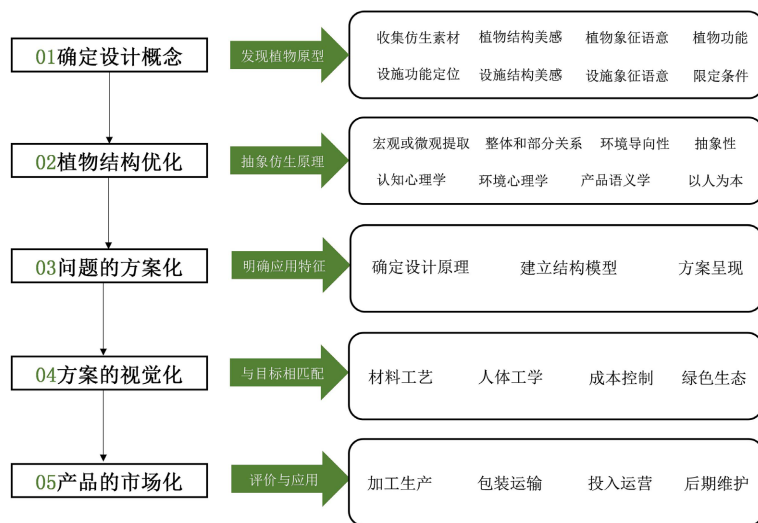 收集仿生素材 植物结构美感 植物象征语意 植物功能
01确定设计概念 发现植物原型
设施功能定位 设施结构美感 设施象征语意 限定条件
宏观或微观提取 整体和部分关系 环境导向性 抽象性
02植物结构优化 抽象仿生原理
认知心理学 环境心理学 产品语义学 以人为本
03问题的方案化 明确应用特征 确定设计原理 建立结构模型 方案呈现
04方案的视觉化 与目标相匹配 材料工艺 人体工学 成本控制 绿色生态
05产品的市场化 评价与应用 加工生产 包装运输 投入运营 后期维护